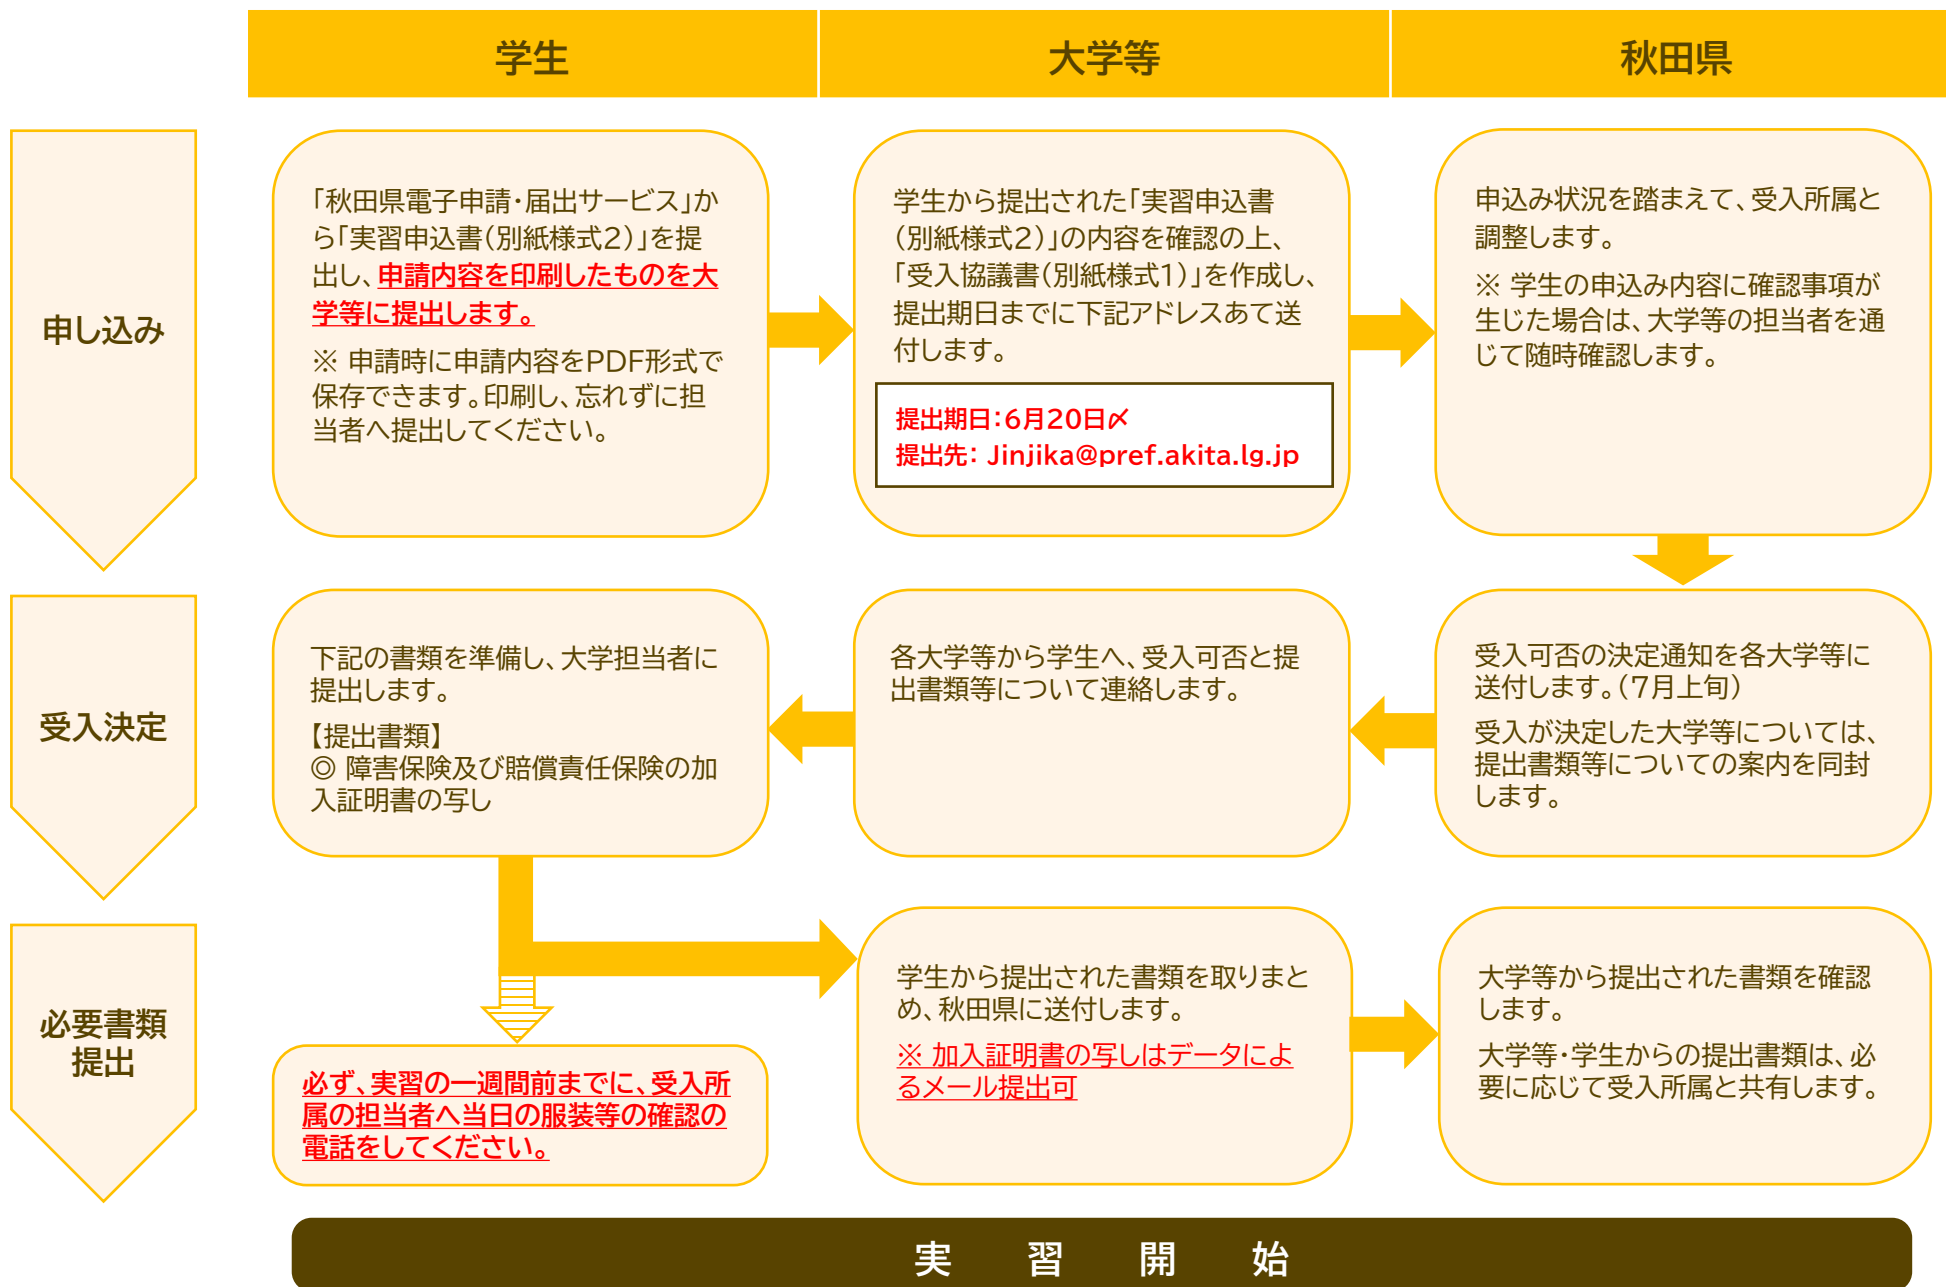 学生
大学等
秋田県
申し込み
「秋田県電子申請・届出サービス」か
ら「実習申込書(別紙様式2)」を提
出し、申請内容を印刷したものを大
学等に提出します。
※ 申請時に申請内容をPDF形式で
保存できます。印刷し、忘れずに担
当者へ提出してください。
学生から提出された「実習申込書
(別紙様式2)」の内容を確認の上、
「受入協議書(別紙様式1)」を作成し、
提出期日までに下記アドレスあて送
付します。
提出期日:6月20日〆
提出先: Jinjika@pref.akita.lg.jp
申込み状況を踏まえて、受入所属と
調整します。
※ 学生の申込み内容に確認事項が
生じた場合は、大学等の担当者を通
じて随時確認します。
受入決定
下記の書類を準備し、大学担当者に
提出します。
【提出書類】
◎ 障害保険及び賠償責任保険の加
入証明書の写し
各大学等から学生へ、受入可否と提
出書類等について連絡します。
受入可否の決定通知を各大学等に
送付します。(7月上旬)
受入が決定した大学等については、
提出書類等についての案内を同封
します。
必要書類
提出
必ず、実習の一週間前までに、受入所
属の担当者へ当日の服装等の確認の
電話をしてください。
学生から提出された書類を取りまと
め、秋田県に送付します。
※ 加入証明書の写しはデータによ
るメール提出可
大学等から提出された書類を確認
します。
大学等・学生からの提出書類は、必
要に応じて受入所属と共有します。
実 習 開 始